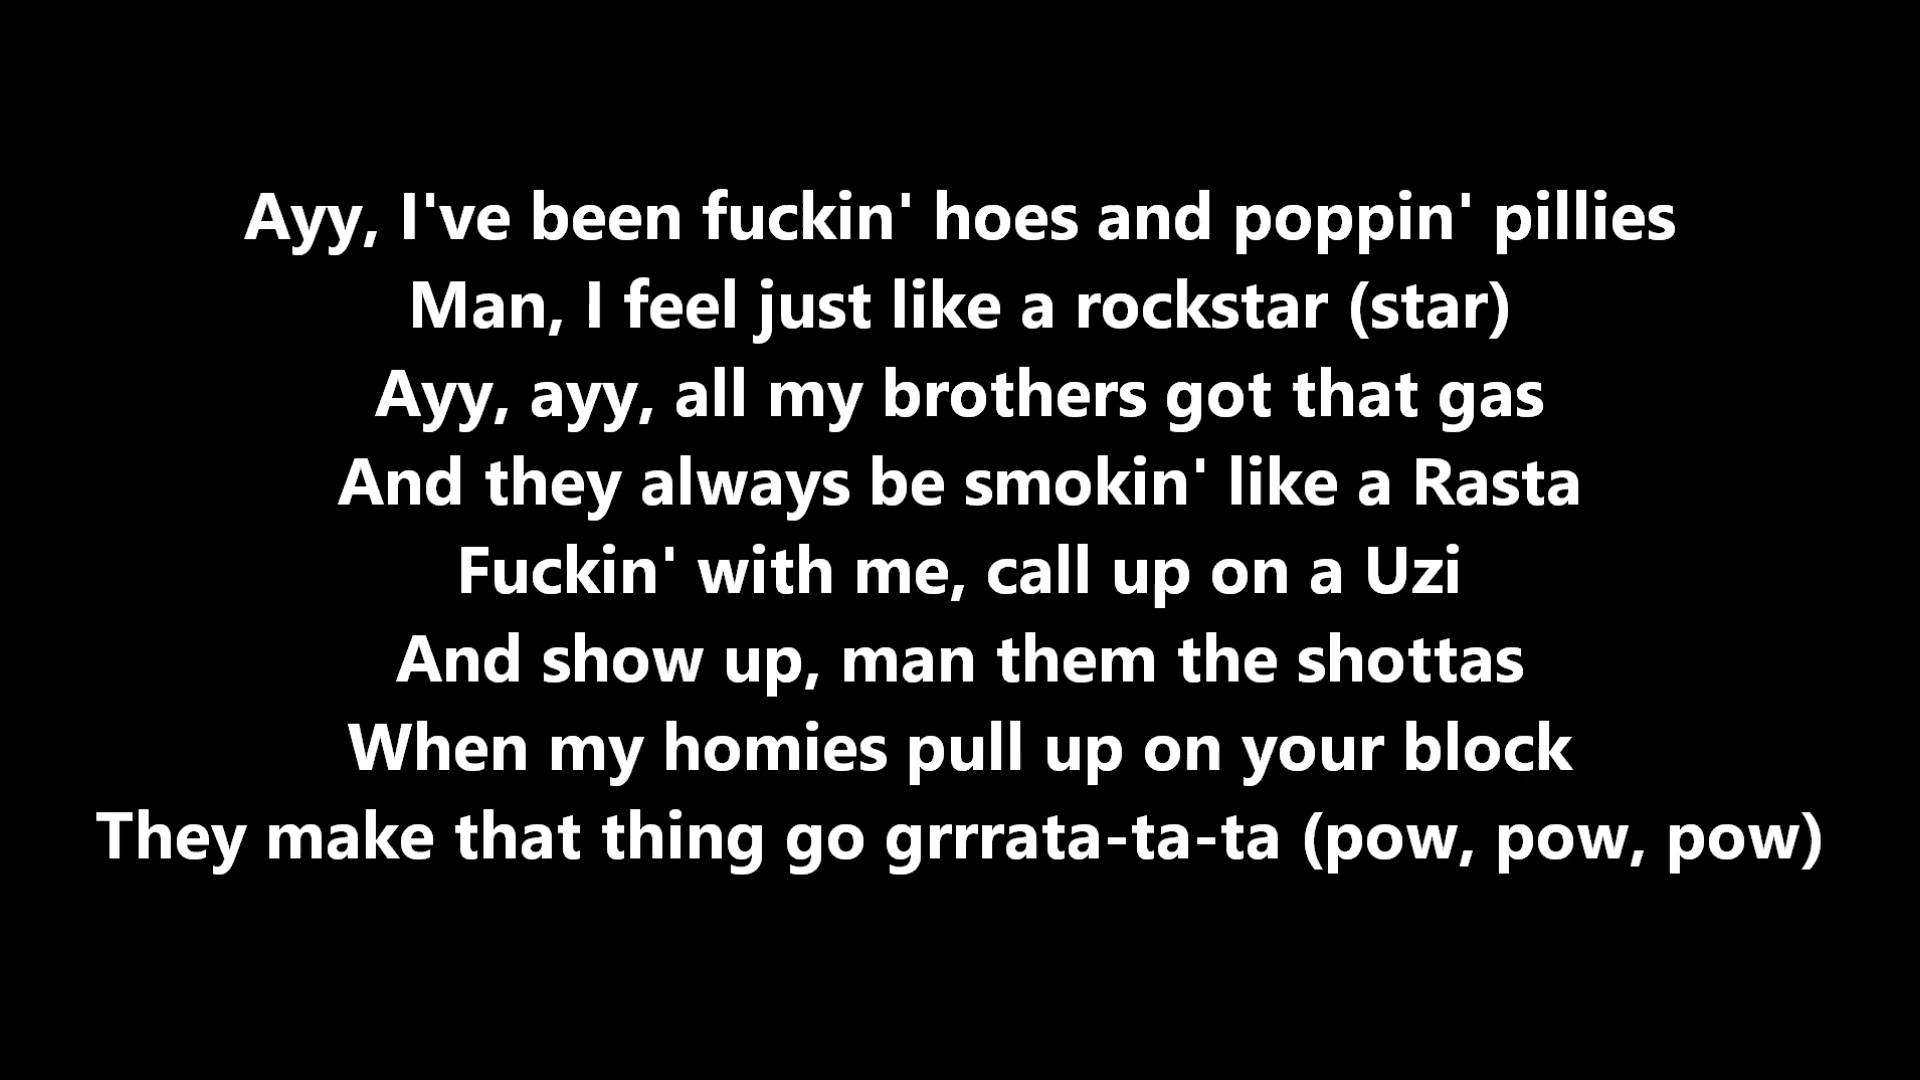 Ayy, I've been fuckin' hoes and poppin' pillies
Man, I feel just like a rockstar (star)
Ayy, ayy, all my brothers got that gas
And they always be smokin' like a Rasta
Fuckin' with me, call up on a Uzi
And show up, man them the shottas
When my homies pull up on your block
They make that thing go grrrata-ta-ta (pow, pow, pow)